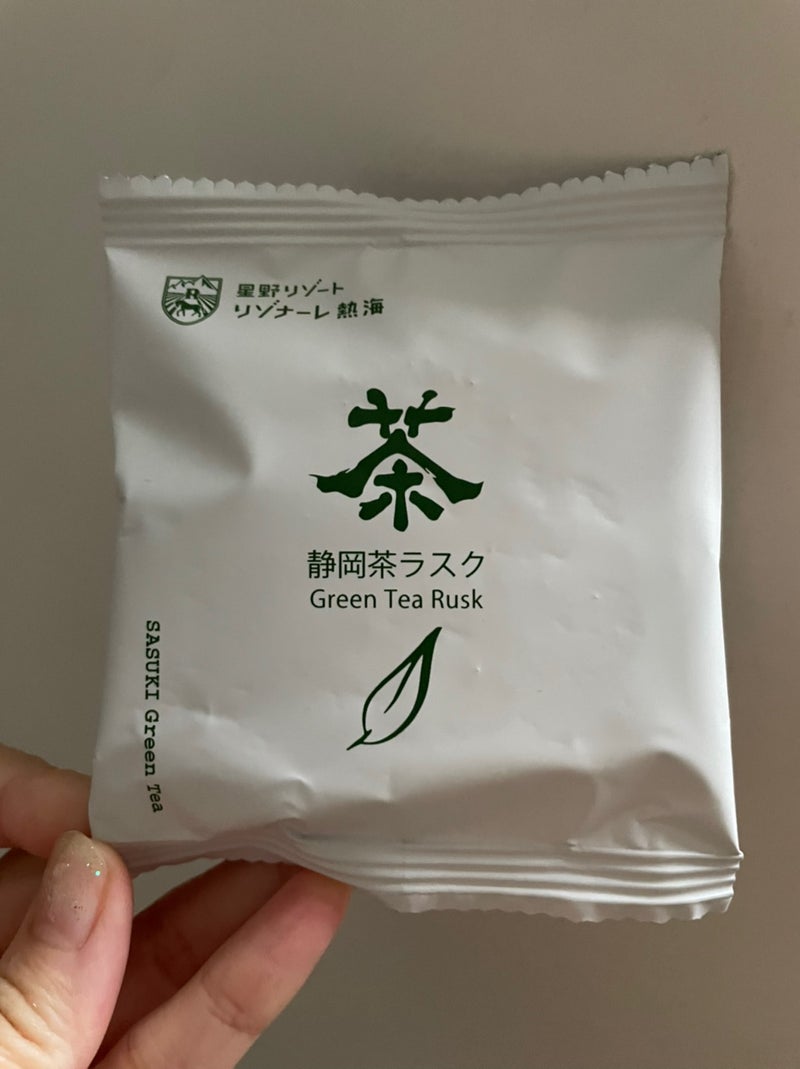 星野リゾート
リゾナーレ 熱海
茶
静岡茶ラスク
Green Tea Rusk
SASUKI Green Tea